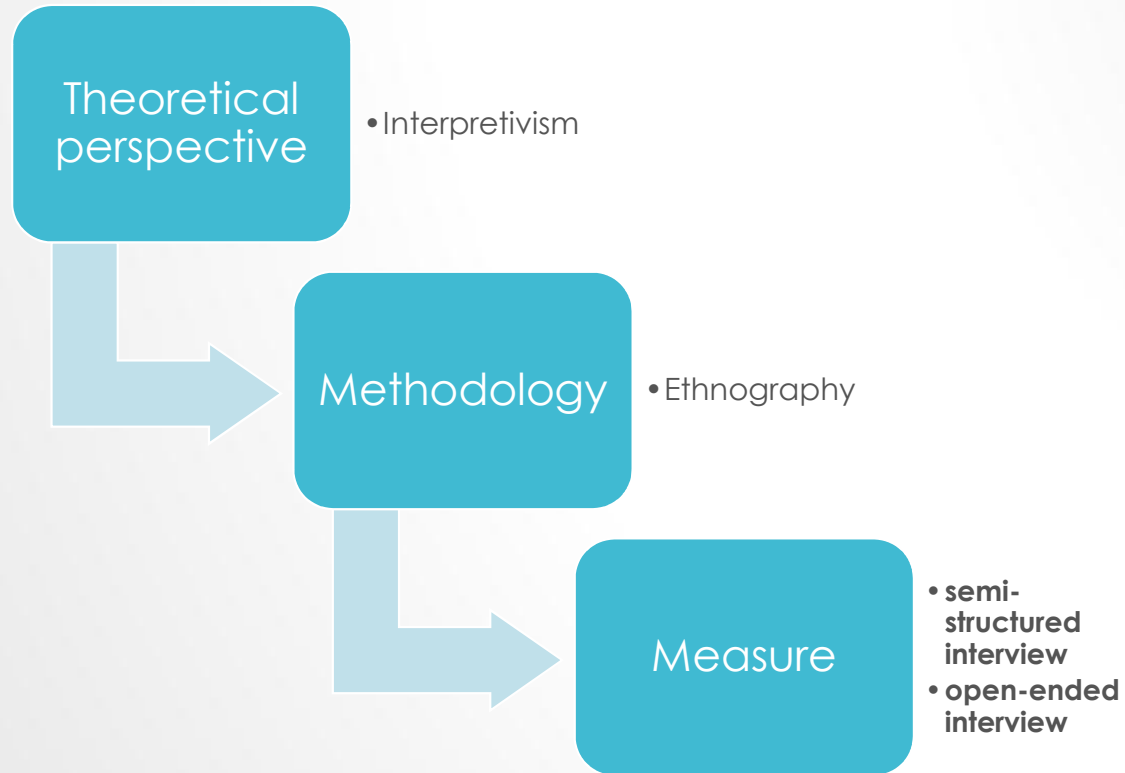 Theoretical
perspective
•Interpretivism
Methodology
•Ethnography
Measure
•semi-
structured
interview
•open-ended
interview